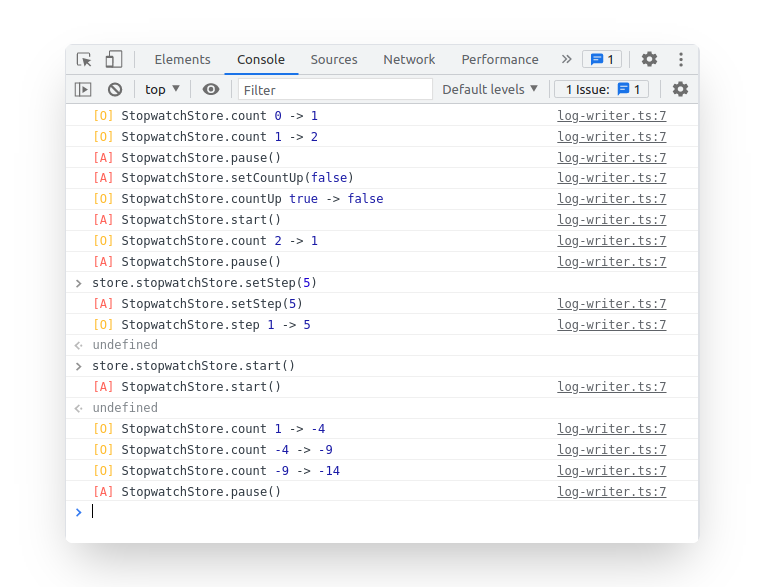 Elements Console Sources Network Performance » 1
top ▼ Filter Default levels ▼ 1 Issue: 1
[O] StopwatchStore.count 0 -> 1 log-writer.ts:7
[O] StopwatchStore.count 1 -> 2 log-writer.ts:7
[A] StopwatchStore.pause() log-writer.ts:7
[A] StopwatchStore.setCountUp(false) log-writer.ts:7
[O] StopwatchStore.countUp true -> false log-writer.ts:7
[A] StopwatchStore.start() log-writer.ts:7
[O] StopwatchStore.count 2 -> 1 log-writer.ts:7
[A] StopwatchStore.pause() log-writer.ts:7
> store.stopwatchStore.setStep(5)
[A] StopwatchStore.setStep(5) log-writer.ts:7
[O] StopwatchStore.step 1 -> 5 log-writer.ts:7
undefined
> store.stopwatchStore.start()
[A] StopwatchStore.start() log-writer.ts:7
undefined
[O] StopwatchStore.count 1 -> -4 log-writer.ts:7
[O] StopwatchStore.count -4 -> -9 log-writer.ts:7
[O] StopwatchStore.count -9 -> -14 log-writer.ts:7
[A] StopwatchStore.pause() log-writer.ts:7
>